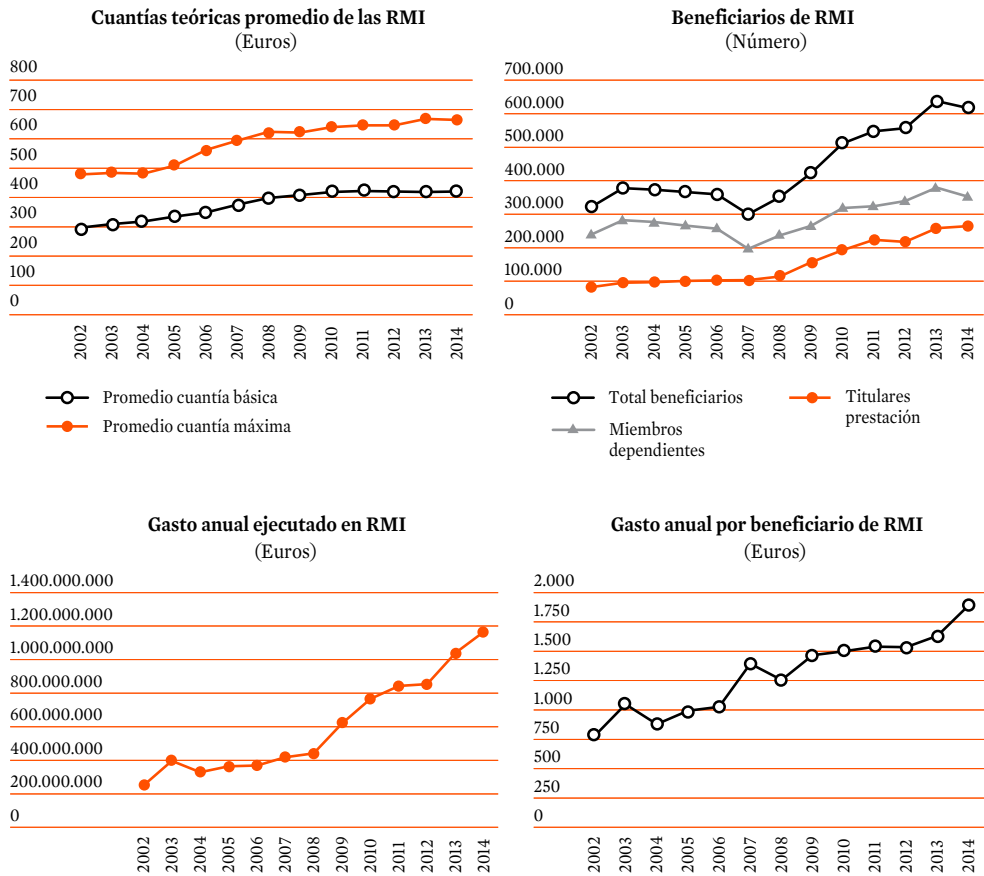 Cuantías teóricas promedio de las RMI
(Euros)
800
700
600
500
400
300
200
100
0
2002 2003 2004 2005 2006 2007 2008 2009 2010 2011 2012 2013 2014
Promedio cuantía básica
Promedio cuantía máxima
Beneficiarios de RMI
(Número)
700.000
600.000
500.000
400.000
300.000
200.000
100.000
0
2002 2003 2004 2005 2006 2007 2008 2009 2010 2011 2012 2013 2014
Total beneficiarios
Miembros
dependientes
Titulares
prestación
Gasto anual ejecutado en RMI
(Euros)
1.400.000.000
1.200.000.000
1.000.000.000
800.000.000
600.000.000
400.000.000
200.000.000
0
2002 2003 2004 2005 2006 2007 2008 2009 2010 2011 2012 2013 2014
Gasto anual por beneficiario de RMI
(Euros)
2.000
1.750
1.500
1.250
1.000
750
500
250
0
2002 2003 2004 2005 2006 2007 2008 2009 2010 2011 2012 2013 2014